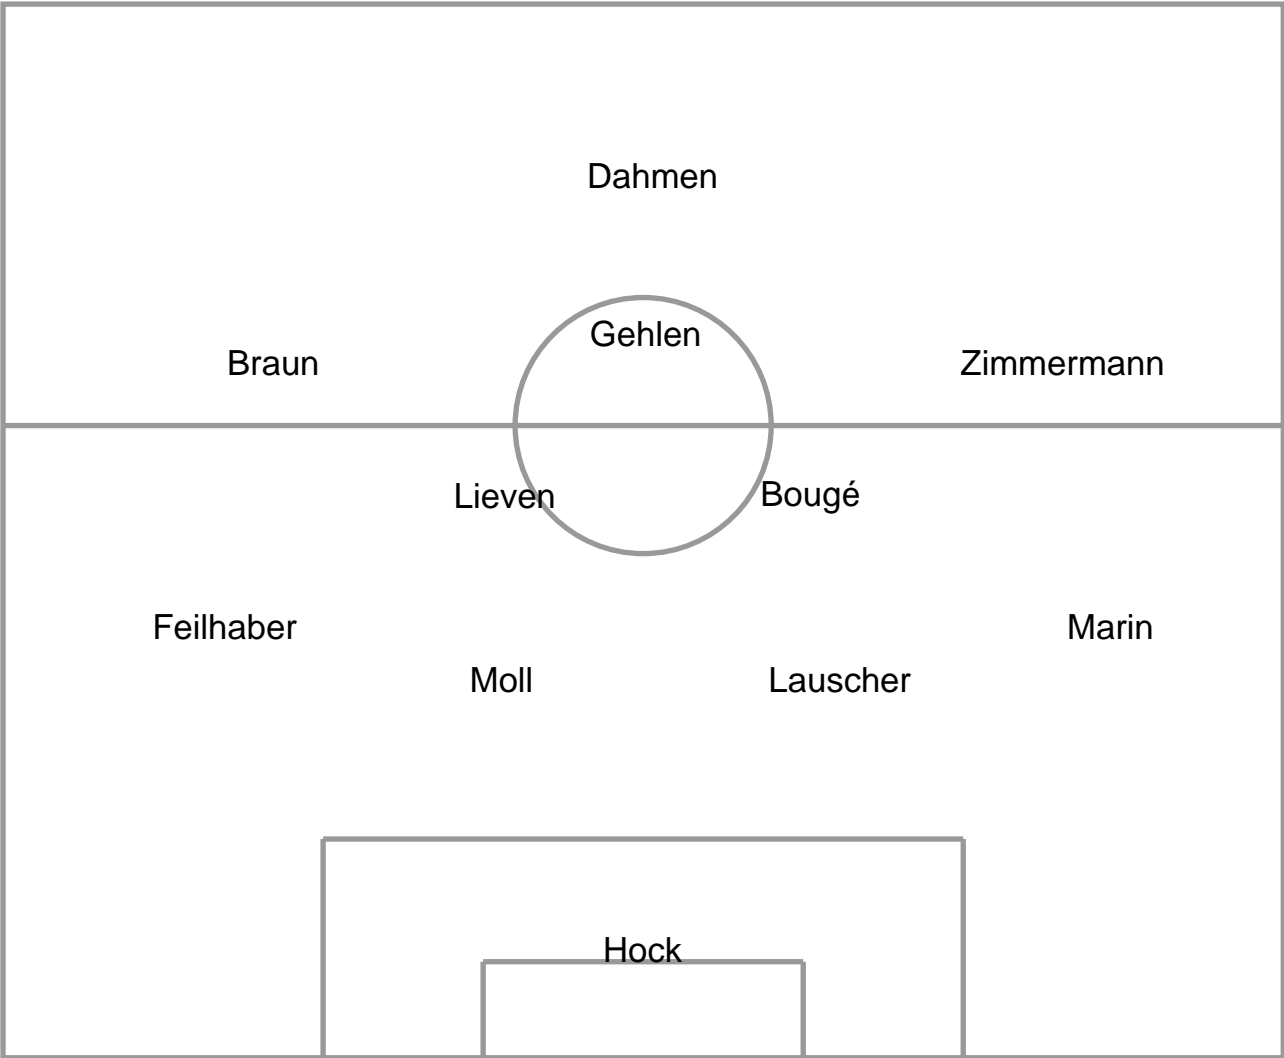 Dahmen
Gehlen
Braun
Zimmermann
Lieven
Bougé
Feilhaber
Marin
Moll
Lauscher
Hock